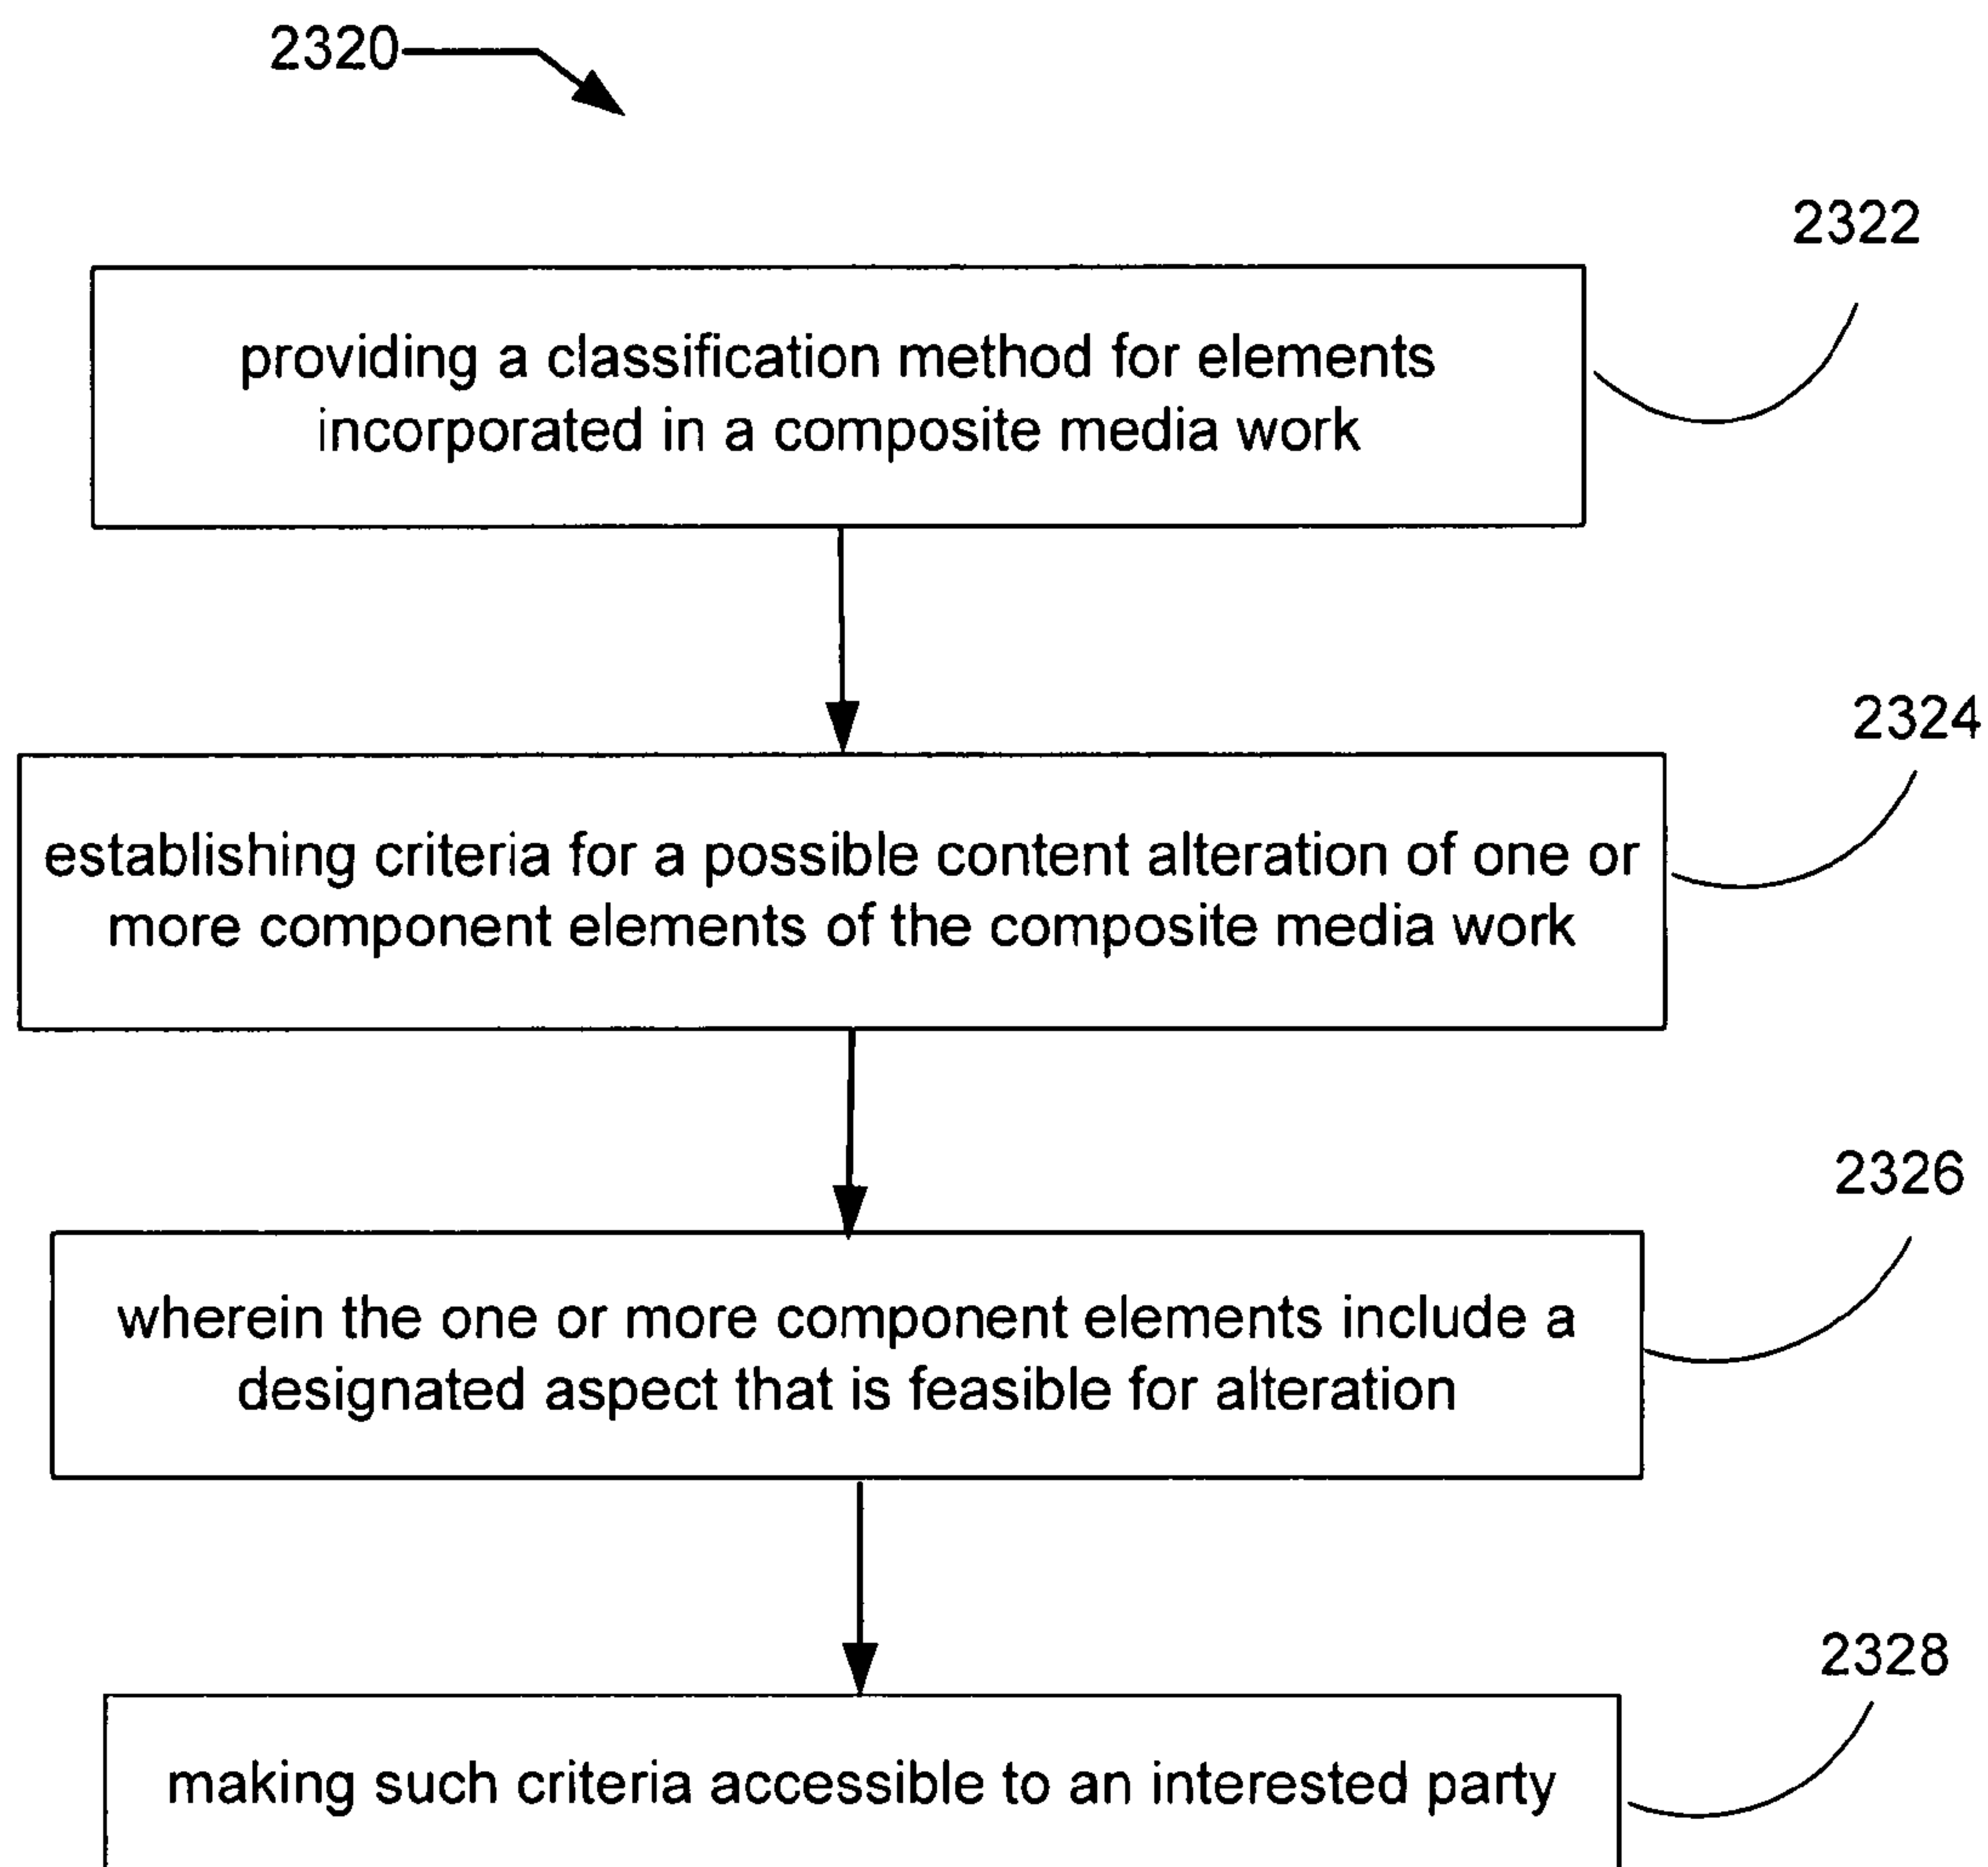 2320
2322
providing a classification method for elements
incorporated in a composite media work
2324
establishing criteria for a possible content alteration of one or
more component elements of the composite media work
2326
wherein the one or more component elements include a
designated aspect that is feasible for alteration
2328
making such criteria accessible to an interested party